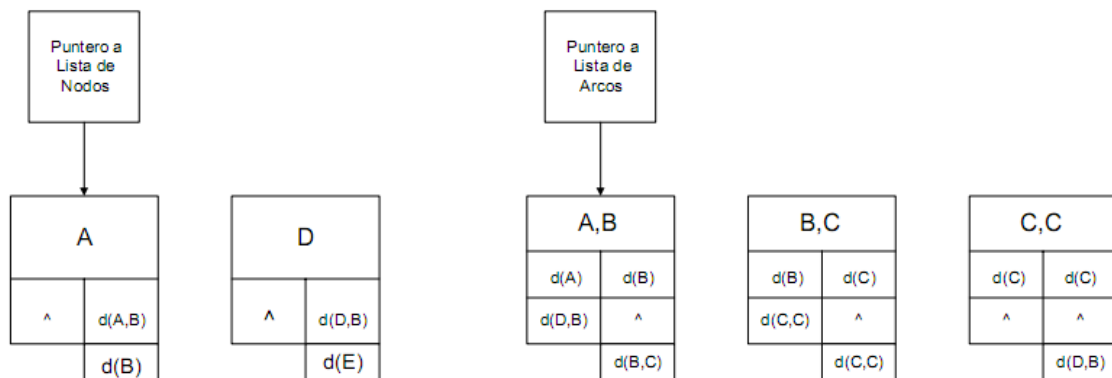 Puntero a
Lista de
Nodos
Puntero a
Lista de
Arcos
A
D
A,B
B,C
C,C
d(A)
d(B)
d(B)
d(C)
d(C)
d(C)
^
d(A,B)
^
d(D,B)
d(D,B)
^
d(C,C)
^
^
^
d(B)
d(E)
d(B,C)
d(C,C)
d(D,B)